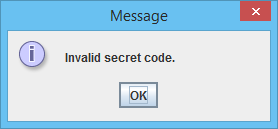 Message
Invalid secret code.
OK